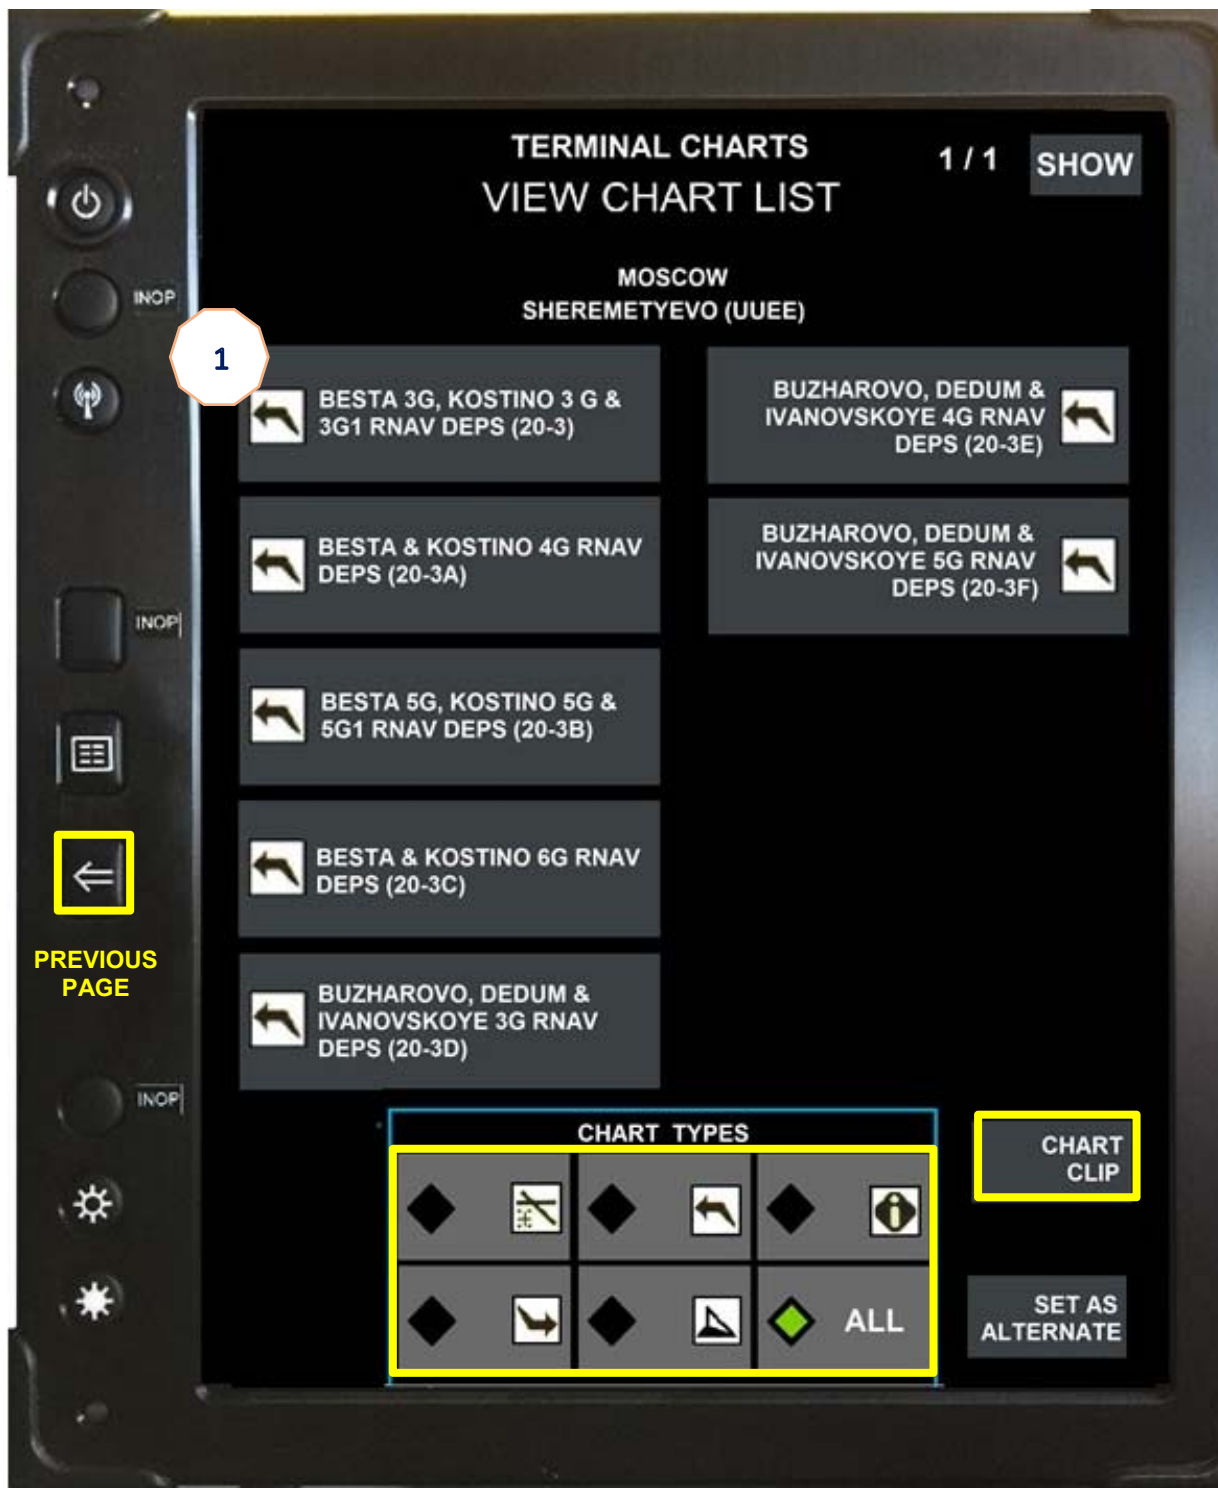 TERMINAL CHARTS
1 / 1
SHOW
VIEW CHART LIST
MOSCOW
SHEREMETYEVO (UUEE)
INOP
1
BESTA 3G, KOSTINO 3 G &
3G1 RNAV DEPS (20-3)
BUZHAROVO, DEDUM &
IVANOVSKOYE 4G RNAV
DEPS (20-3E)
BESTA & KOSTINO 4G RNAV
DEPS (20-3A)
BUZHAROVO, DEDUM &
IVANOVSKOYE 5G RNAV
DEPS (20-3F)
INOP
BESTA 5G, KOSTINO 5G &
5G1 RNAV DEPS (20-3B)
BESTA & KOSTINO 6G RNAV
DEPS (20-3C)
PREVIOUS
PAGE
BUZHAROVO, DEDUM &
IVANOVSKOYE 3G RNAV
DEPS (20-3D)
INOP
CHART TYPES
CHART
CLIP
ALL
SET AS
ALTERNATE